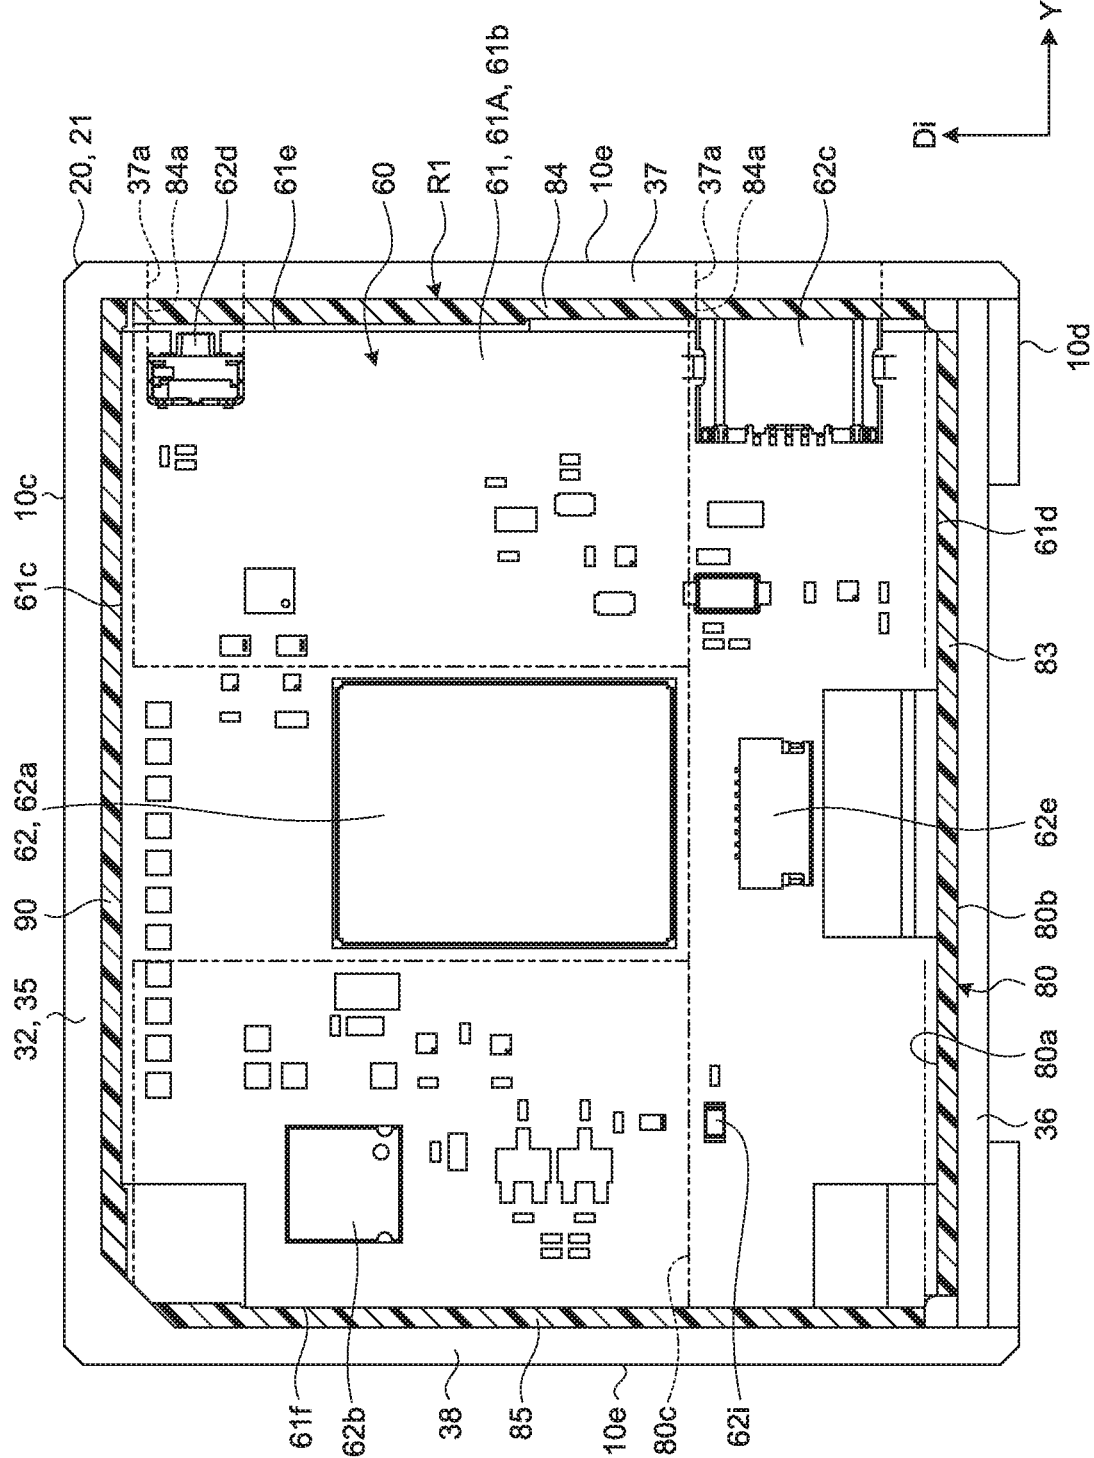 20, 21
37a
84a
62d
61e
60
R1
61, 61A, 61b
84
10e
37
37a
84a
62c
Di
Y
10c
61c
62, 62a
90
32, 35
10d
61d
83
62e
80b
80
80a
36
61f
62b
38
85
10e
80c
62i